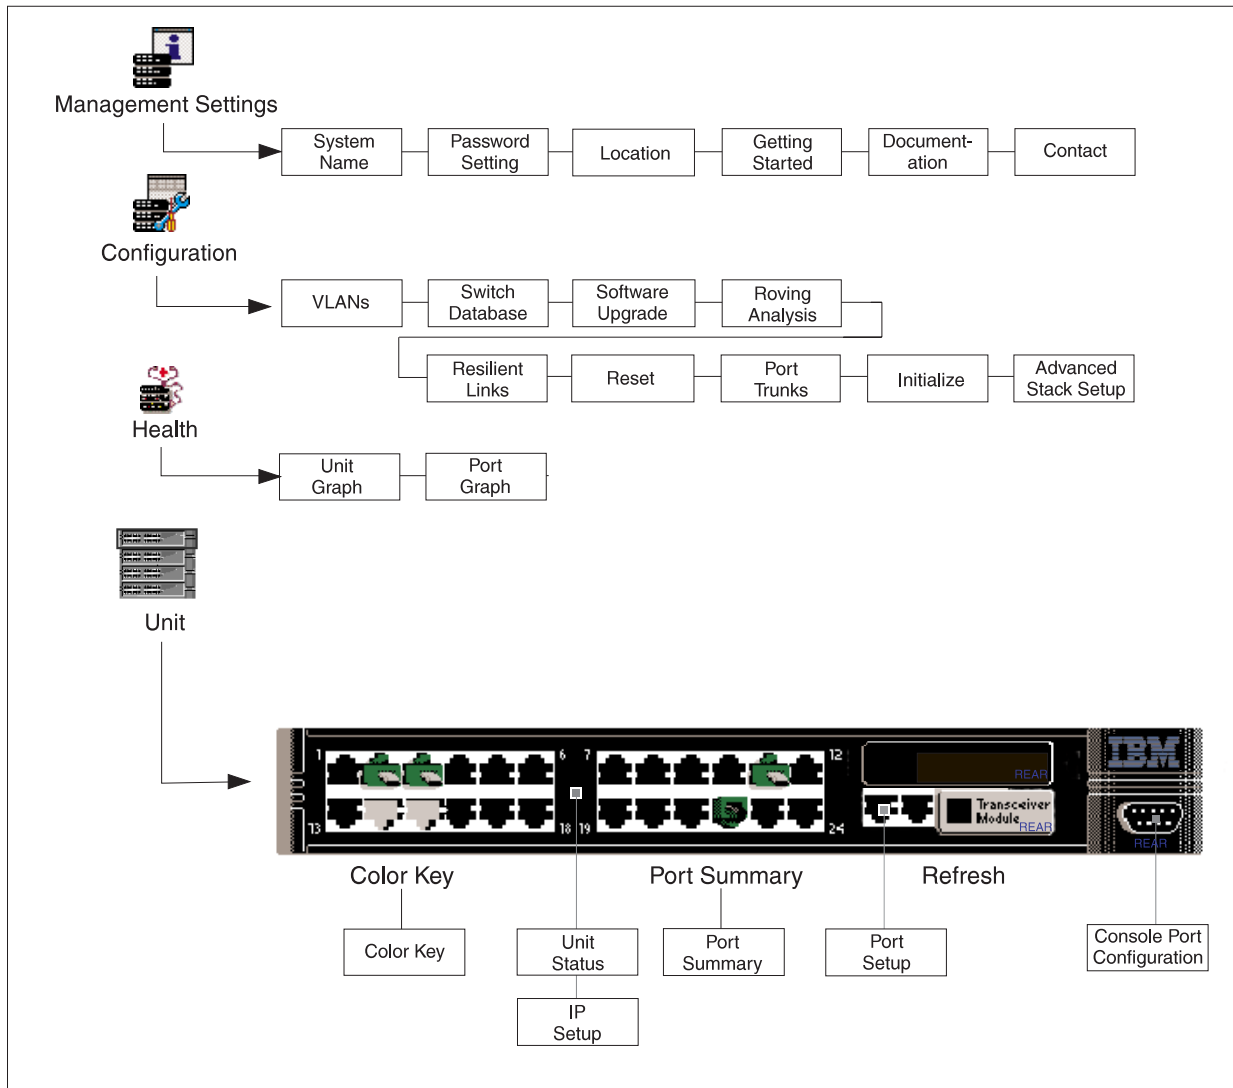 Management Settings
System
Name
Password
Setting
Location
Getting
Started
Document-
ation
Contact
Configuration
VLANs
Switch
Database
Software
Upgrade
Roving
Analysis
Resilient
Links
Reset
Port
Trunks
Initialize
Advanced
Stack Setup
Health
Unit
Graph
Port
Graph
Unit
1
6
7
12
IBM
REAR
13
18
19
24
Transceiver
Module
REAR
REAR
Color Key
Port Summary
Refresh
Color Key
Unit
Status
Port
Summary
Port
Setup
Console Port
Configuration
IP
Setup